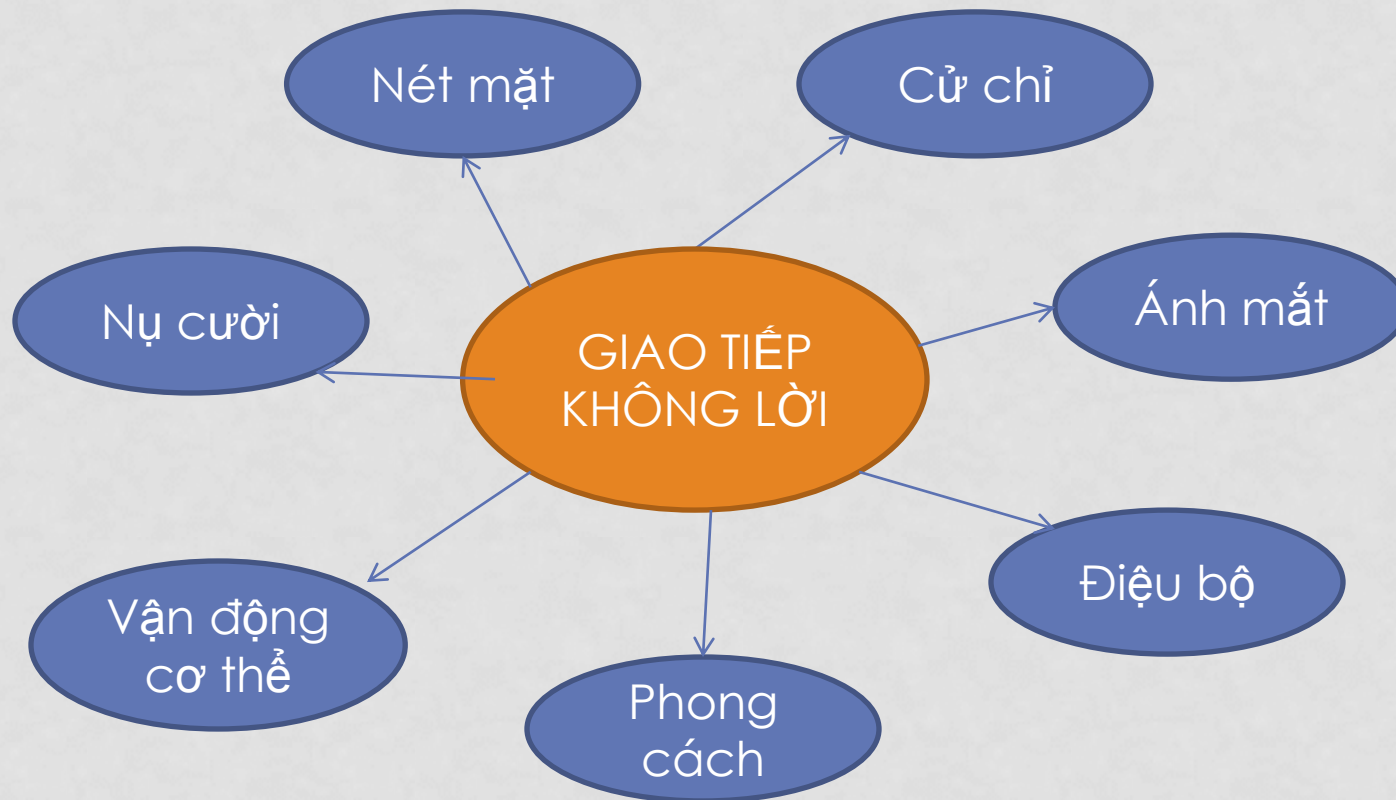 Nét mặt
Cử chỉ
Nụ cười
GIAO TIẾP
KHÔNG LỜI
Ánh mắt
Vận động
cơ thể
Điệu bộ
Phong
cách